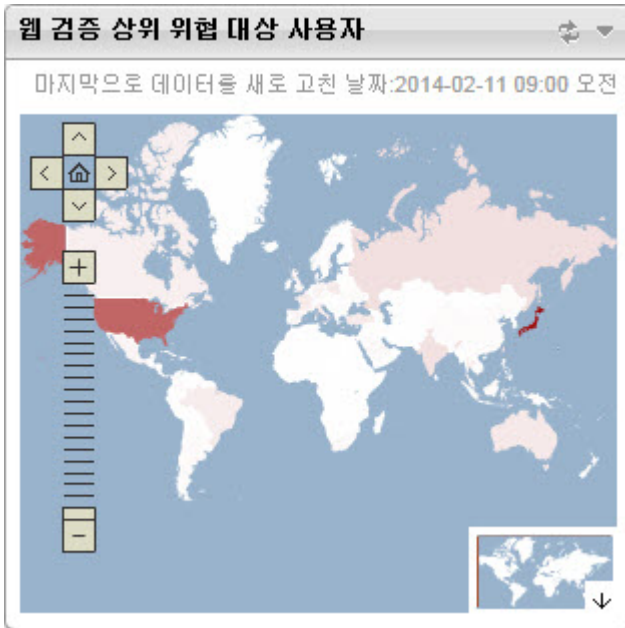 웹 검증 상위 위협 대상 사용자
마지막으로 데이터를 새로 고친 날짜:2014-02-11 09:00 오전